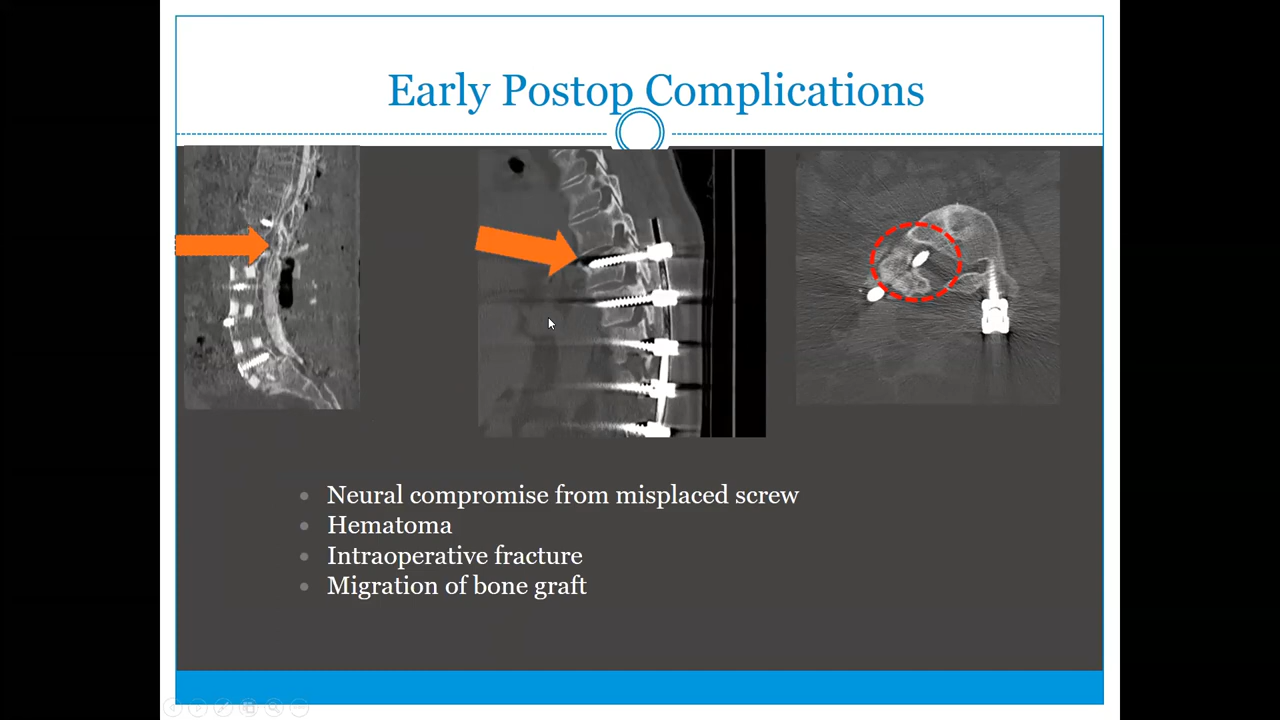 Early Postop Complications
Neural compromise from misplaced screw
Hematoma
Intraoperative fracture
Migration of bone graft